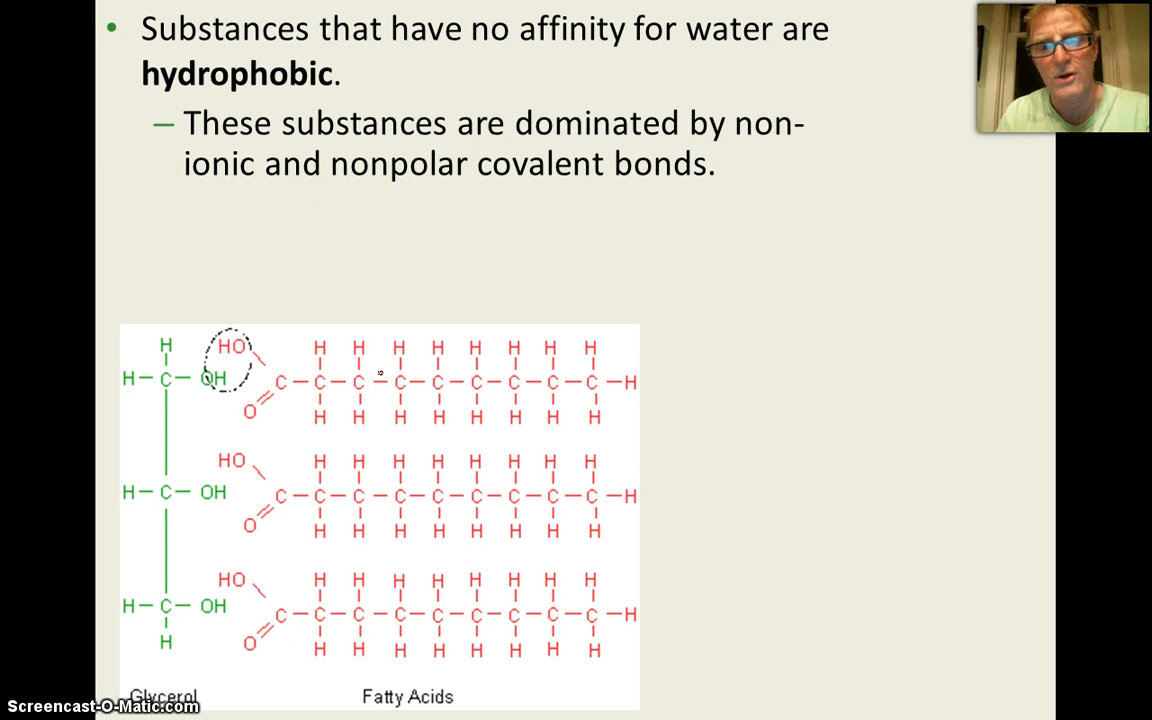 • Substances that have no affinity for water are
hydrophobic.
– These substances are dominated by non-
ionic and nonpolar covalent bonds.
H HO H H H H H H H H
H – C – OH C – C – C – C – C – C – C – C – C – H
O H H H H H H H H
HO H H H H H H H H
H – C – OH C – C – C – C – C – C – C – C – C – H
O H H H H H H H H
HO H H H H H H H H
H – C – OH C – C – C – C – C – C – C – C – C – H
H O H H H H H H H H
Glycerol Fatty Acids
Screencast-O-Matic.com